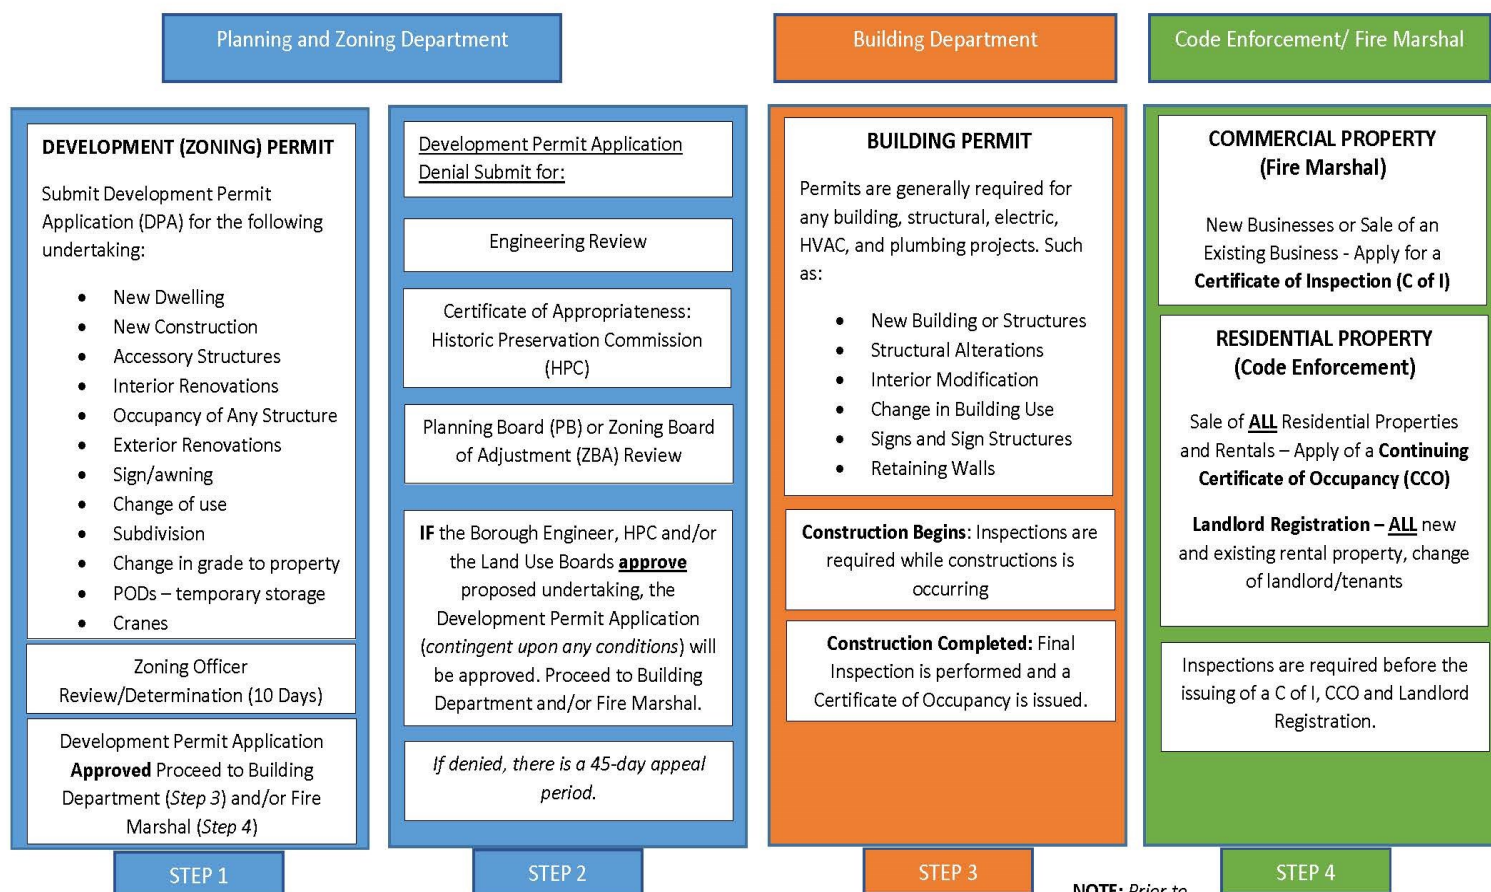 Planning and Zoning Department
Building Department
Code Enforcement/ Fire Marshal
DEVELOPMENT (ZONING) PERMIT
Submit Development Permit
Application (DPA) for the following
undertaking:
• New Dwelling
• New Construction
• Accessory Structures
• Interior Renovations
• Occupancy of Any Structure
• Exterior Renovations
• Sign/awning
• Change of use
• Subdivision
• Change in grade to property
• PODs – temporary storage
• Cranes
Zoning Officer
Review/Determination (10 Days)
Development Permit Application
Approved Proceed to Building
Department (Step 3) and/or Fire
Marshal (Step 4)
STEP 1
Development Permit Application
Denial Submit for:
Engineering Review
Certificate of Appropriateness:
Historic Preservation Commission
(HPC)
Planning Board (PB) or Zoning Board
of Adjustment (ZBA) Review
IF the Borough Engineer, HPC and/or
the Land Use Boards approve
proposed undertaking, the
Development Permit Application
(contingent upon any conditions) will
be approved. Proceed to Building
Department and/or Fire Marshal.
If denied, there is a 45-day appeal
period.
STEP 2
BUILDING PERMIT
Permits are generally required for
any building, structural, electric,
HVAC, and plumbing projects. Such
as:
• New Building or Structures
• Structural Alterations
• Interior Modification
• Change in Building Use
• Signs and Sign Structures
• Retaining Walls
Construction Begins: Inspections are
required while constructions is
occurring
Construction Completed: Final
Inspection is performed and a
Certificate of Occupancy is issued.
STEP 3
COMMERCIAL PROPERTY
(Fire Marshal)
New Businesses or Sale of an
Existing Business - Apply for a
Certificate of Inspection (C of I)
RESIDENTIAL PROPERTY
(Code Enforcement)
Sale of ALL Residential Properties
and Rentals – Apply of a Continuing
Certificate of Occupancy (CCO)
Landlord Registration – ALL new
and existing rental property, change
of landlord/tenants
Inspections are required before the
issuing of a C of I, CCO and Landlord
Registration.
STEP 4
NOTE: Prior to